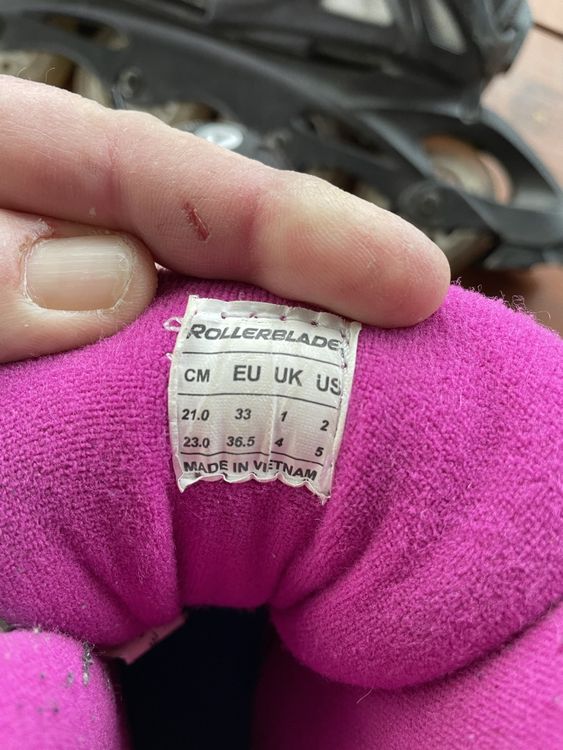 ROLLERBLADE
CM EU UK US
21.0 33 1 2
23.0 36.5 4 5
MADE IN VIETNAM